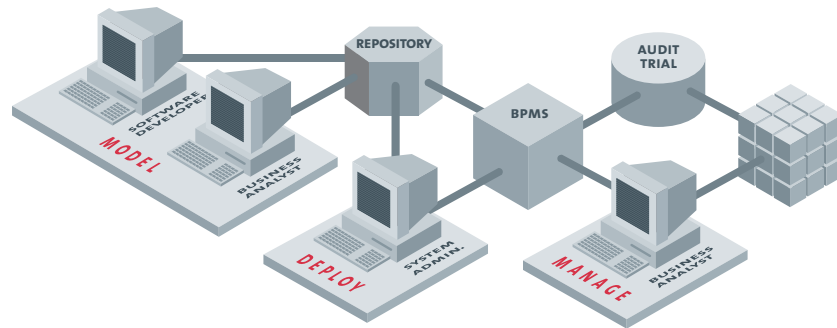 REPOSITORY
AUDIT
TRIAL
BPMS
SOFTWARE
DEVELOPER
MODEL
BUSINESS
ANALYST
SYSTEM
ADMIN.
DEPLOY
BUSINESS
ANALYST
MANAGE